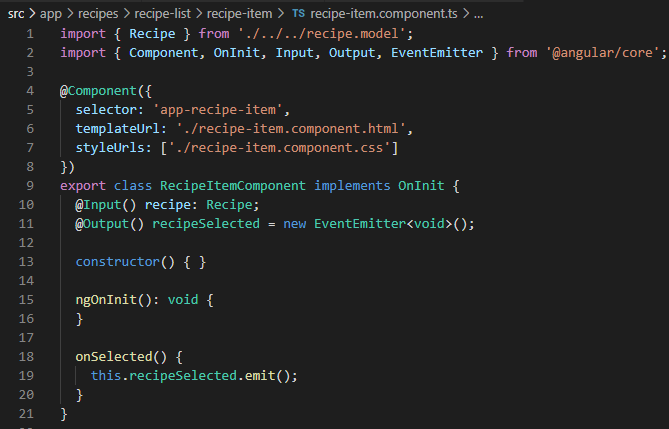 src > app > recipes > recipe-list > recipe-item > TS recipe-item.component.ts > ...
1 import { Recipe } from './../../recipe.model';
2 import { Component, OnInit, Input, Output, EventEmitter } from '@angular/core';
3
4 @Component({
5   selector: 'app-recipe-item',
6   templateUrl: './recipe-item.component.html',
7   styleUrls: ['./recipe-item.component.css']
8 })
9 export class RecipeItemComponent implements OnInit {
10   @Input() recipe: Recipe;
11   @Output() recipeSelected = new EventEmitter<void>();
12
13   constructor() { }
14
15   ngOnInit(): void {
16   }
17
18   onSelected() {
19     this.recipeSelected.emit();
20   }
21 }